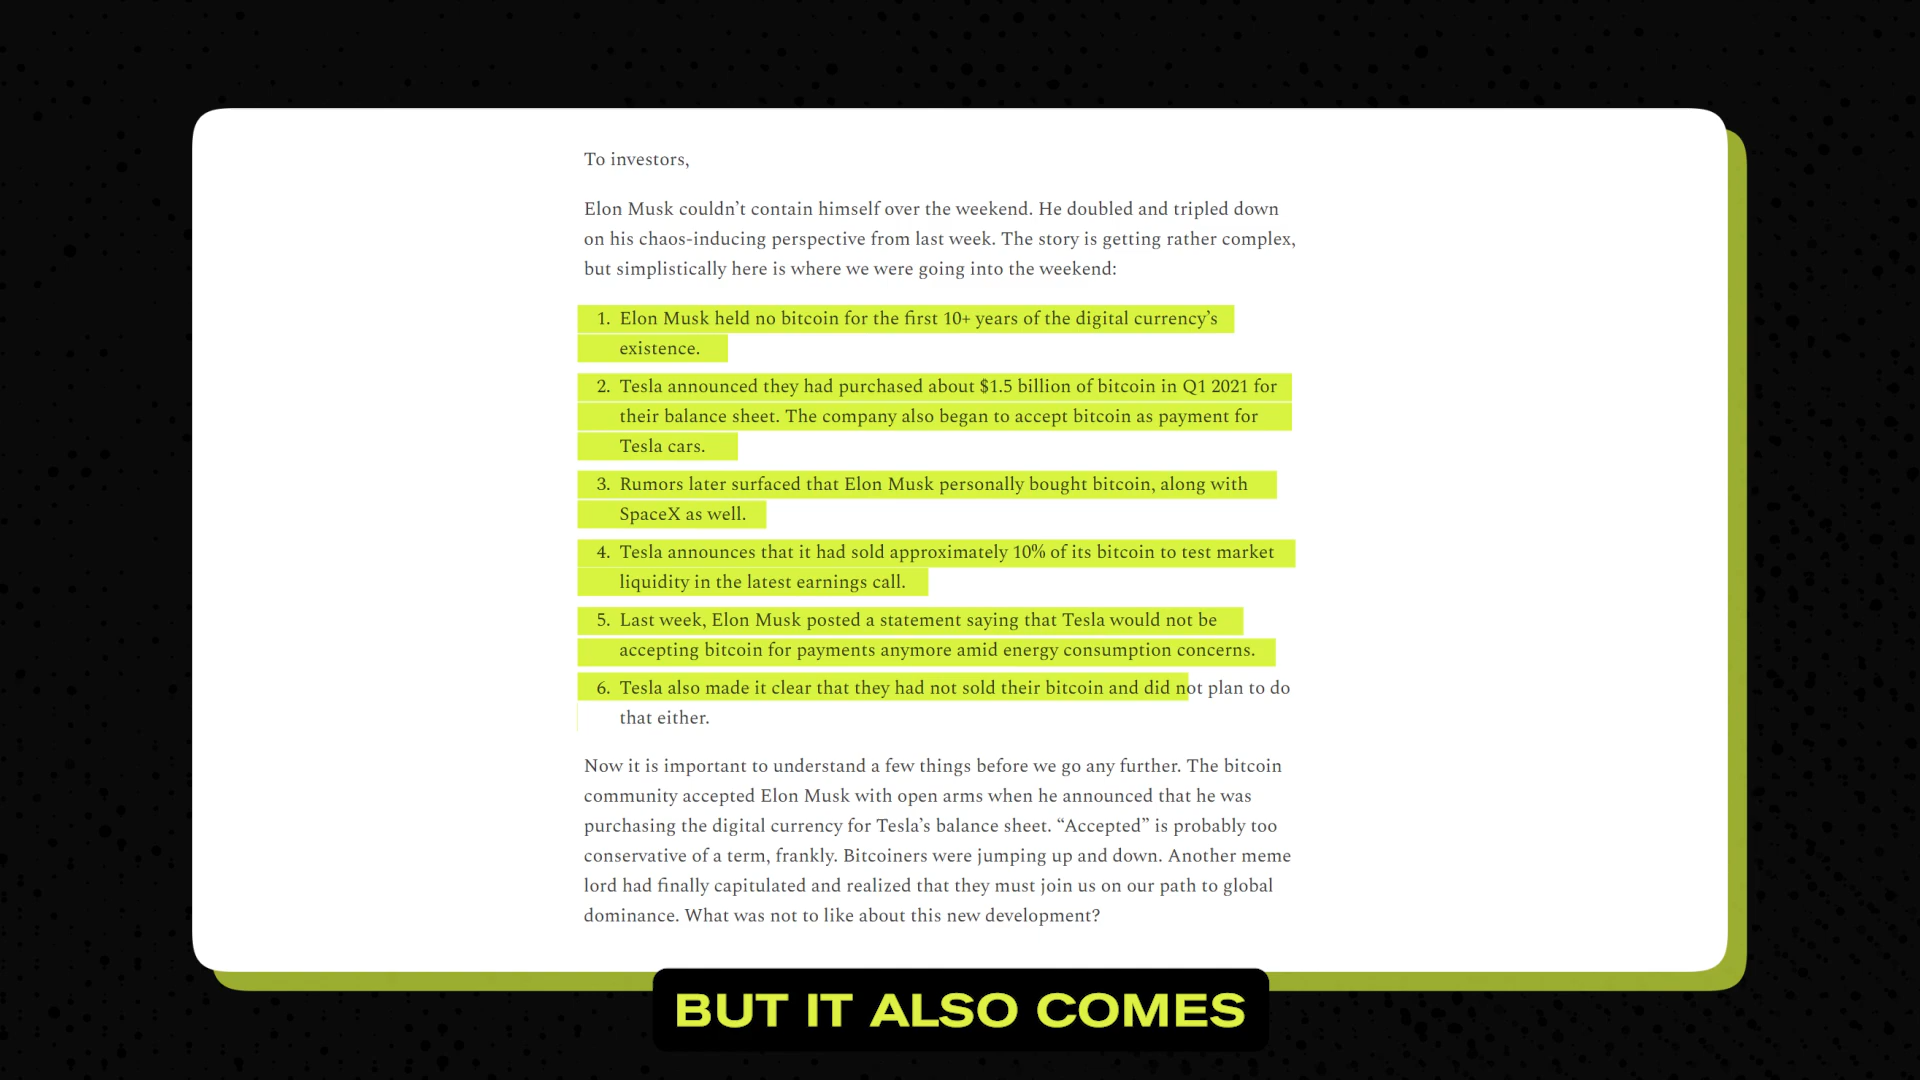 To investors,
Elon Musk couldn’t contain himself over the weekend. He doubled and tripled down
on his chaos-inducing perspective from last week. The story is getting rather complex,
but simplistically here is where we were going into the weekend:
1. Elon Musk held no bitcoin for the first 10+ years of the digital currency’s
existence.
2. Tesla announced they had purchased about $1.5 billion of bitcoin in Q1 2021 for
their balance sheet. The company also began to accept bitcoin as payment for
Tesla cars.
3. Rumors later surfaced that Elon Musk personally bought bitcoin, along with
SpaceX as well.
4. Tesla announces that it had sold approximately 10% of its bitcoin to test market
liquidity in the latest earnings call.
5. Last week, Elon Musk posted a statement saying that Tesla would not be
accepting bitcoin for payments anymore amid energy consumption concerns.
6. Tesla also made it clear that they had not sold their bitcoin and did not plan to do
that either.
Now it is important to understand a few things before we go any further. The bitcoin
community accepted Elon Musk with open arms when he announced that he was
purchasing the digital currency for Tesla’s balance sheet. “Accepted” is probably too
conservative of a term, frankly. Bitcoiners were jumping up and down. Another meme
lord had finally capitulated and realized that they must join us on our path to global
dominance. What was not to like about this new development?
BUT IT ALSO COMES